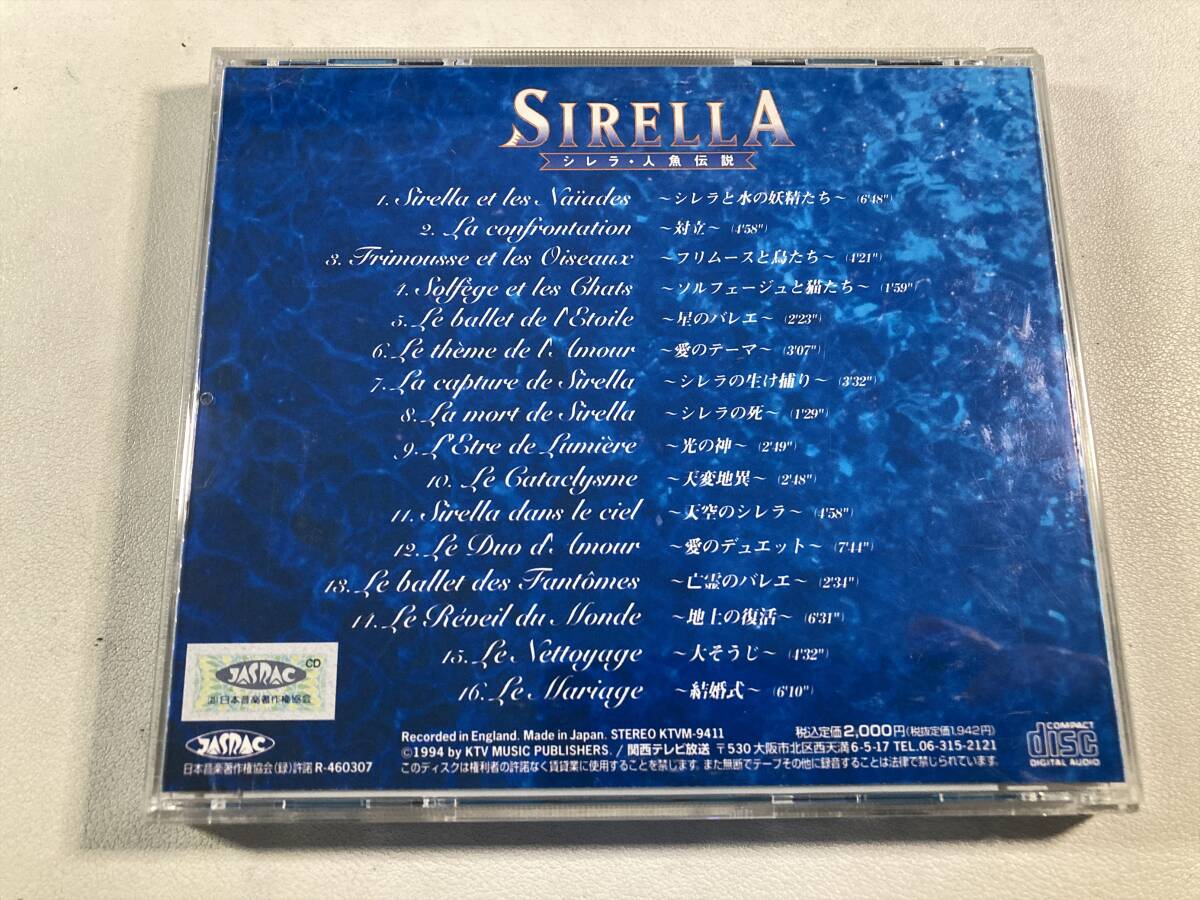 SIRELLA
シレラ・人魚伝説
1. Sirella et les Naïades ～シレラと水の妖精たち～ (6'48")
2. La confrontation ～対立～ (4'58")
3. Frimousse et les Oiseaux ～フリムースと鳥たち～ (4'21")
4. Solfège et les Chats ～ソルフェージュと猫たち～ (1'59")
5. Le ballet de l'Etoile ～星のバレエ～ (2'23")
6. Le thème de l'Amour ～愛のテーマ～ (3'07")
7. La capture de Sirella ～シレラの生け捕り～ (3'32")
8. La mort de Sirella ～シレラの死～ (1'29")
9. L'Etre de Lumière ～光の神～ (2'49")
10. Le Cataclysme ～天変地異～ (2'48")
11. Sirella dans le ciel ～天空のシレラ～ (4'58")
12. Le Duo d'Amour ～愛のデュエット～ (7'44")
13. Le ballet des Fantômes ～亡霊のバレエ～ (2'34")
14. Le Réveil du Monde ～地上の復活～ (6'31")
15. Le Nettoyage ～大そうじ～ (4'32")
16. Le Mariage ～結婚式～ (6'10")
CD
JASRAC
㈳日本音楽著作権協会
JASRAC
日本音楽著作権協会(録)許諾 R-460307
Recorded in England. Made in Japan. STEREO KTVM-9411 税込定価2,000円(税抜定価1,942円)
©1994 by KTV MUSIC PUBLISHERS. / 関西テレビ放送 〒530 大阪市北区西天満6-5-17 TEL.06-315-2121
このディスクは権利者の許諾なく賃貸業に使用することを禁じます。また無断でテープその他に録音することは法律で禁じられています。
COMPACT
disc
DIGITAL AUDIO